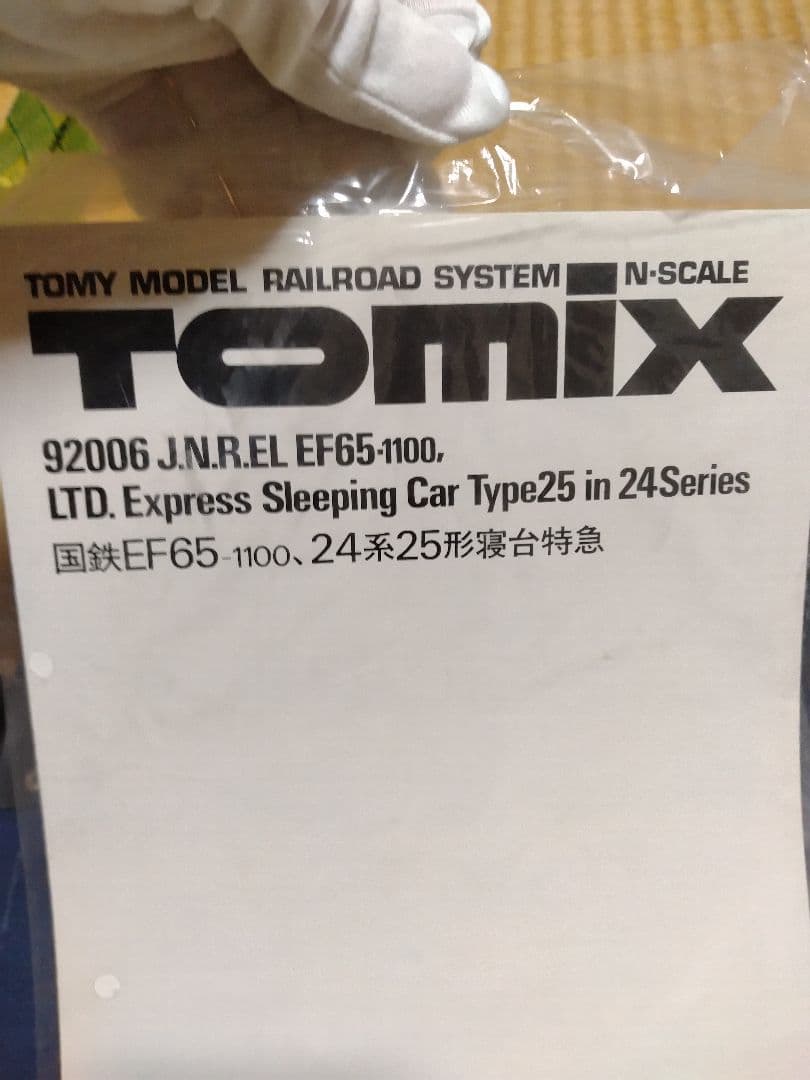 TOMY MODEL RAILROAD SYSTEM N·SCALE
TOMIX
92006 J.N.R.EL EF65-1100,
LTD. Express Sleeping Car Type25 in 24Series
国鉄EF65-1100、24系25形寝台特急